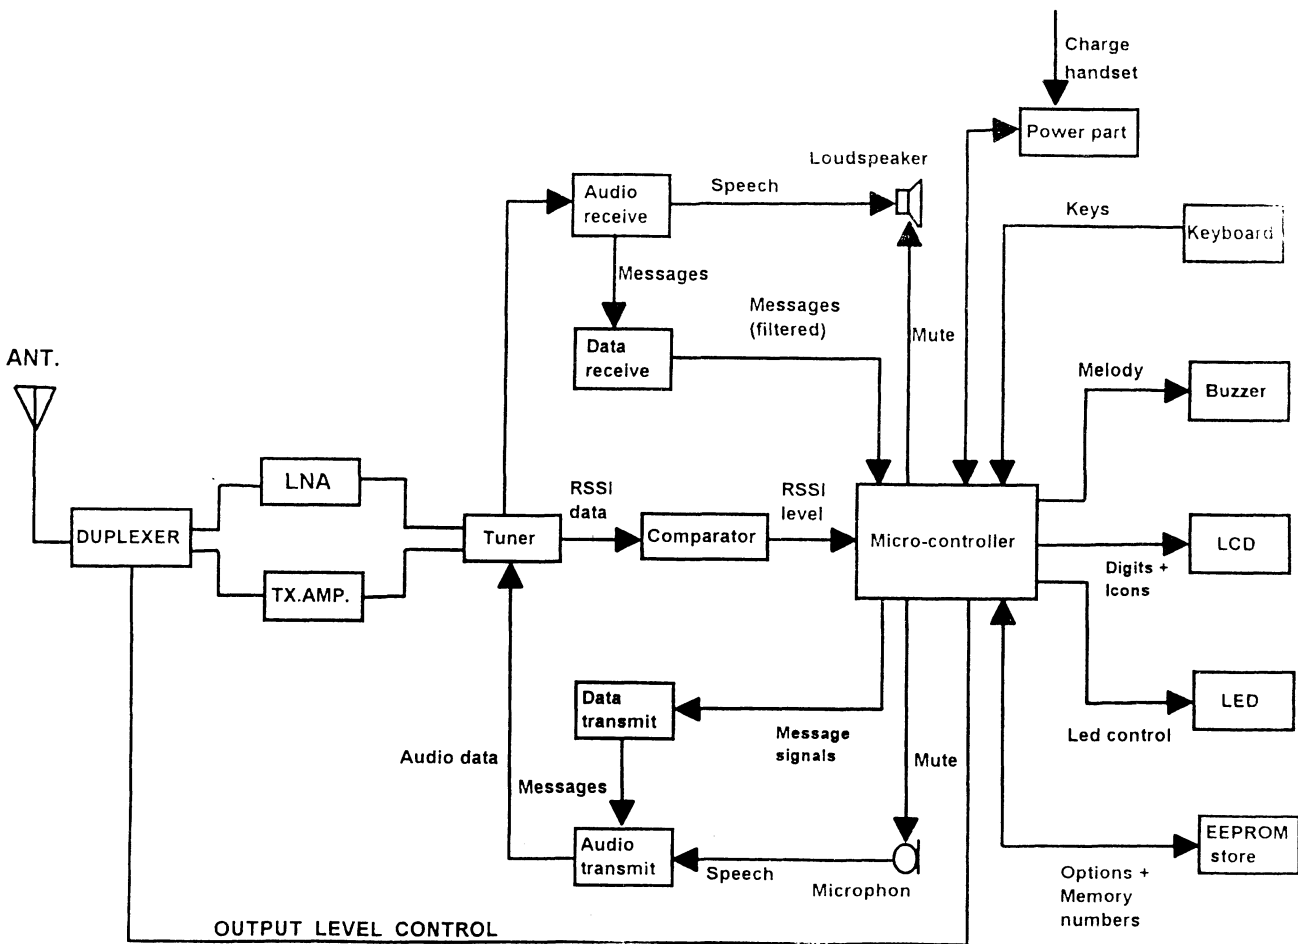 Charge
handset
Power part
Loudspeaker
Audio
receive
Speech
Keys
Keyboard
Messages
Messages
(filtered)
Mute
Data
receive
ANT.
Melody
Buzzer
LNA
RSSI
data
RSSI
level
DUPLEXER
Tuner
Comparator
Micro-controller
LCD
Digits +
Icons
TX.AMP.
Data
transmit
Message
signals
LED
Led control
Audio data
Messages
Mute
Audio
transmit
Speech
Microphon
EEPROM
store
Options +
Memory
numbers
OUTPUT LEVEL CONTROL